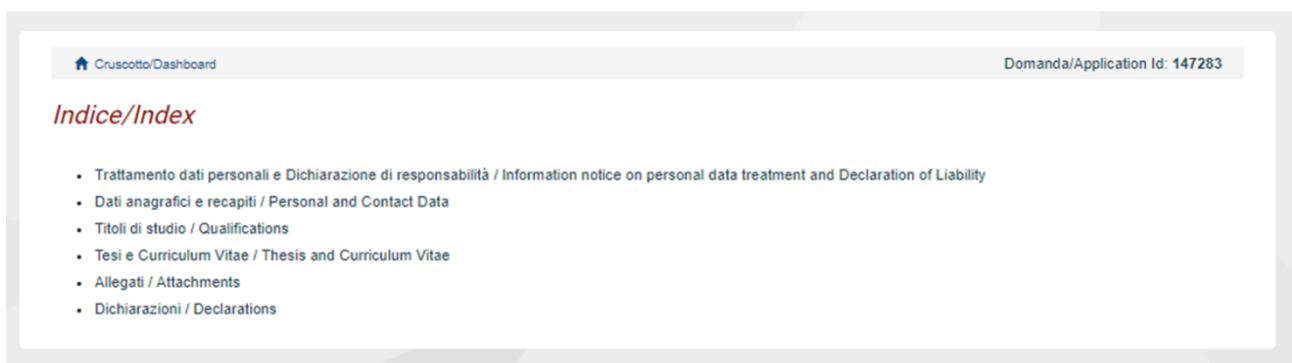 Cruscotto/Dashboard Domanda/Application Id: 147283
Indice/Index
• Trattamento dati personali e Dichiarazione di responsabilità / Information notice on personal data treatment and Declaration of Liability
• Dati anagrafici e recapiti / Personal and Contact Data
• Titoli di studio / Qualifications
• Tesi e Curriculum Vitae / Thesis and Curriculum Vitae
• Allegati / Attachments
• Dichiarazioni / Declarations